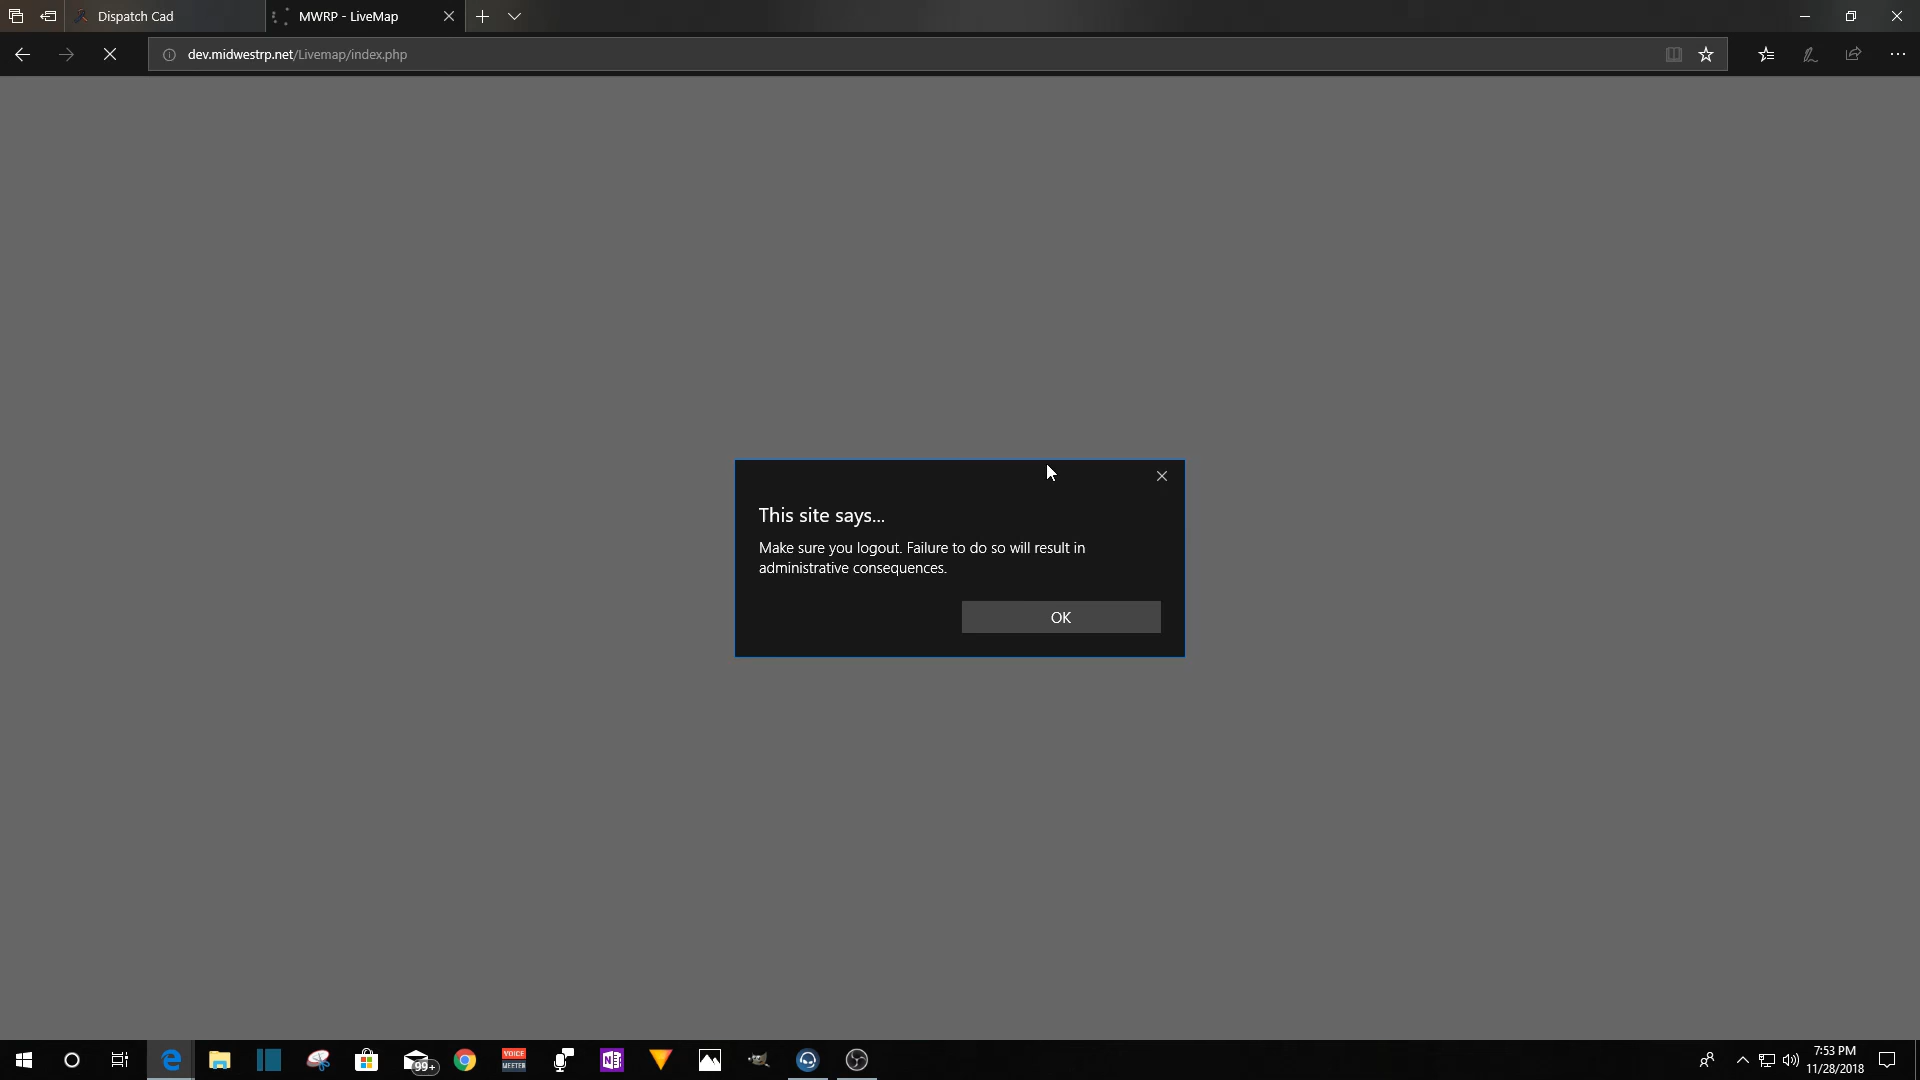 Dispatch Cad
MWRP - LiveMap
dev.midwestrp.net/Livemap/index.php
This site says...
Make sure you logout. Failure to do so will result in
administrative consequences.
OK
99+
VOICE
MEETER
N
7:53 PM
11/28/2018